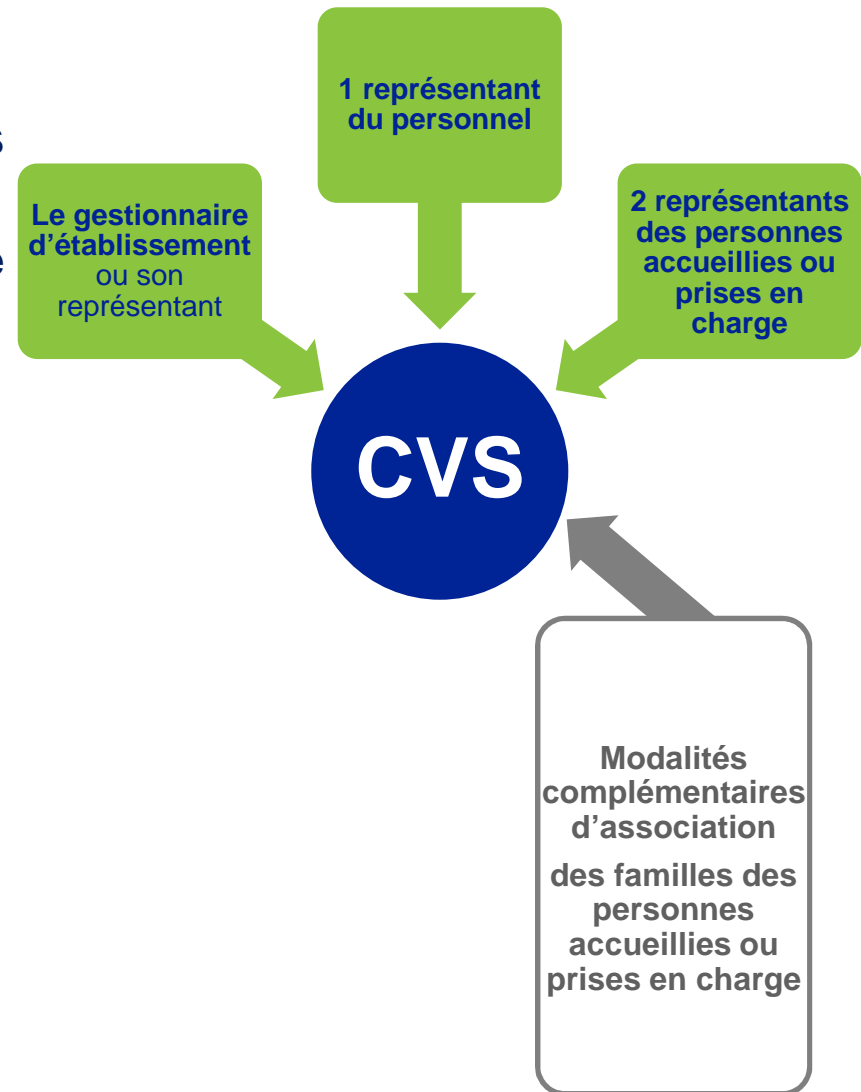 1 représentant
du personnel
Le gestionnaire
d’établissement
ou son
représentant
2 représentants
des personnes
accueillies ou
prises en
charge
CVS
Modalités
complémentaires
d’association
des familles des
personnes
accueillies ou
prises en charge